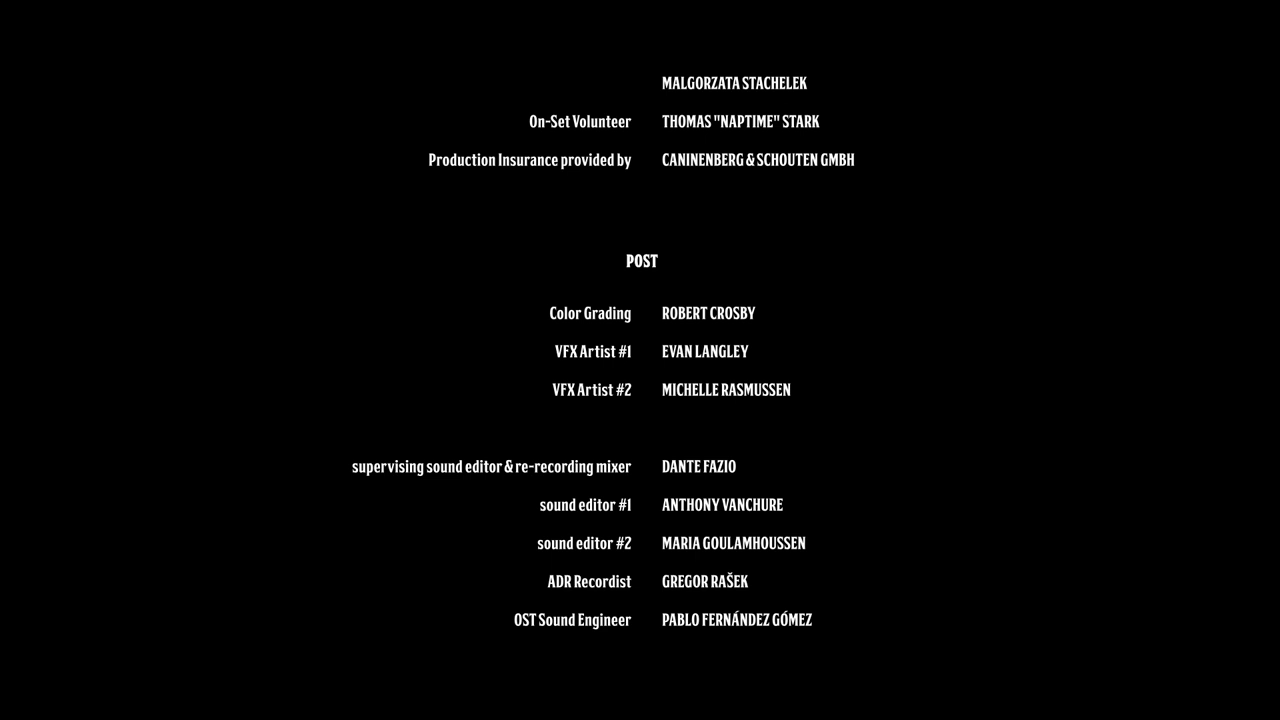 MALGORZATA STACHELEK
On-Set Volunteer THOMAS "NAPTIME" STARK
Production Insurance provided by CANINENBERG & SCHOUTEN GMBH
POST
Color Grading ROBERT CROSBY
VFX Artist #1 EVAN LANGLEY
VFX Artist #2 MICHELLE RASMUSSEN
supervising sound editor & re-recording mixer DANTE FAZIO
sound editor #1 ANTHONY VANCHURE
sound editor #2 MARIA GOULAMHOUSSEN
ADR Recordist GREGOR RAŠEK
OST Sound Engineer PABLO FERNÁNDEZ GÓMEZ